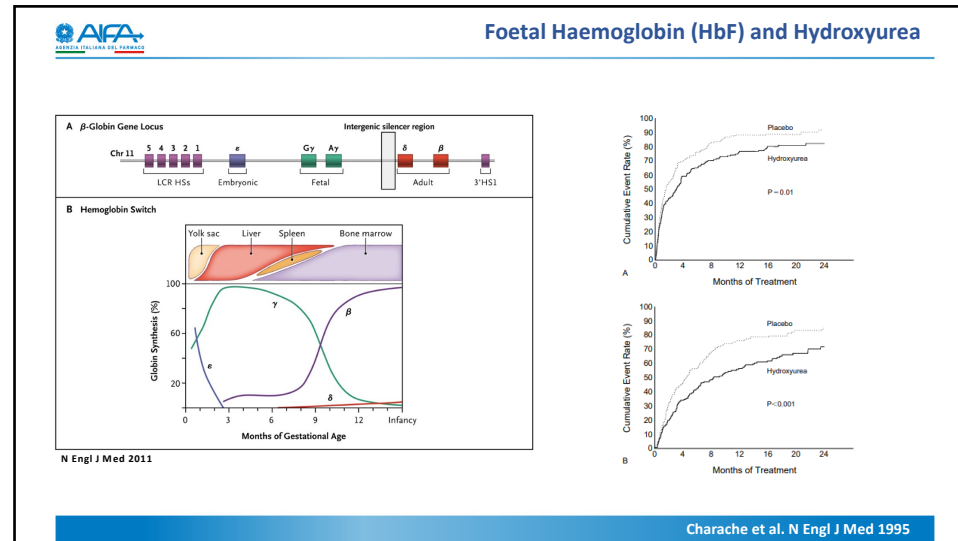 AIFA
AGENZIA ITALIANA DEL FARMACO
Foetal Haemoglobin (HbF) and Hydroxyurea
A β-Globin Gene Locus
Intergenic silencer region
Chr 11
5 4 3 2 1 ε Gγ Aγ δ β
LCR HSs Embryonic Fetal Adult 3'HS1
B Hemoglobin Switch
Yolk sac Liver Spleen Bone marrow
Globin Synthesis (%)
100
60
20
γ
β
ε
δ
0 3 6 9 12 Infancy
Months of Gestational Age
N Engl J Med 2011
Cumulative Event Rate (%)
100
90
80
70
60
50
40
30
20
10
0
Placebo
Hydroxyurea
P=0.01
0 4 8 12 16 20 24
A
Months of Treatment
Cumulative Event Rate (%)
100
90
80
70
60
50
40
30
20
10
0
Placebo
Hydroxyurea
P<0.001
0 4 8 12 16 20 24
B
Months of Treatment
Charache et al. N Engl J Med 1995